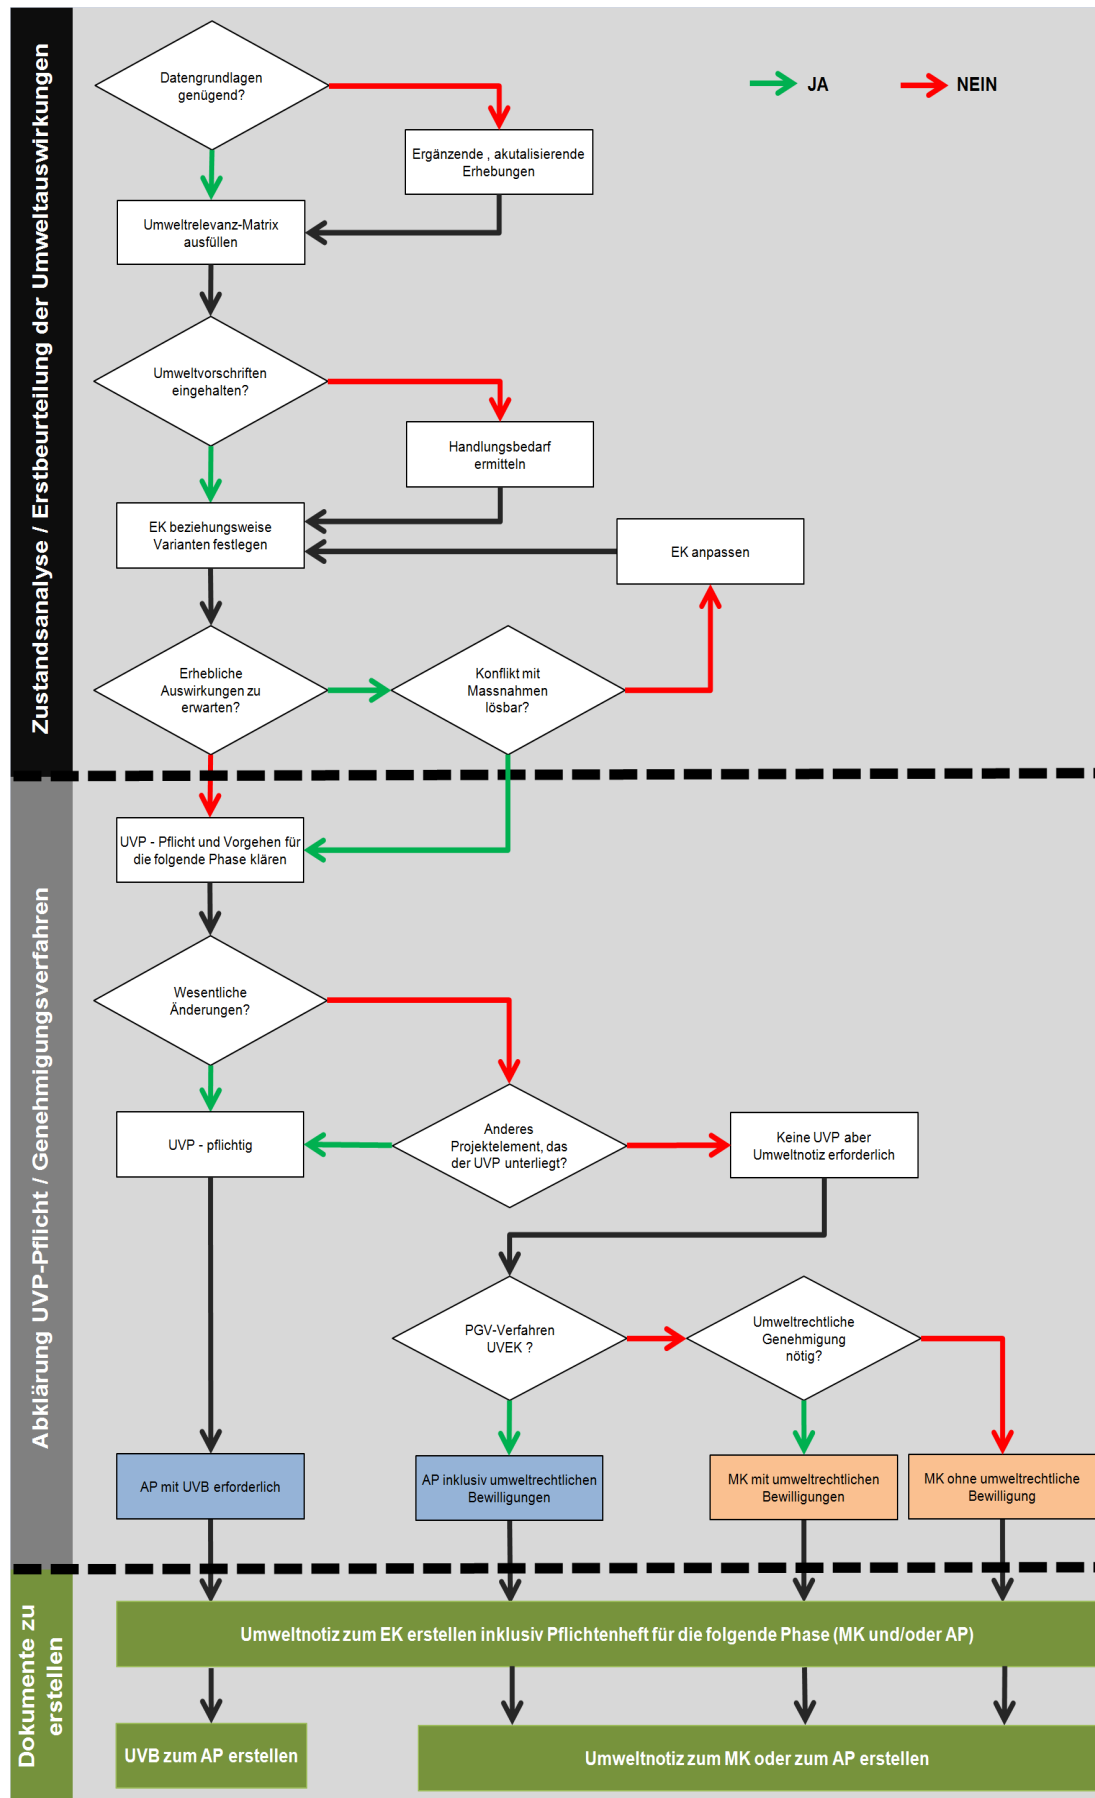 Zustandsanalyse / Erstbeurteilung der Umweltauswirkungen
Datengrundlagen
genügend?
JA
NEIN
Ergänzende , akutalisierende
Erhebungen
Umweltrelevanz-Matrix
ausfüllen
Umweltvorschriften
eingehalten?
Handlungsbedarf
ermitteln
EK beziehungsweise
Varianten festlegen
EK anpassen
Erhebliche
Auswirkungen zu
erwarten?
Konflikt mit
Massnahmen
lösbar?
Abklärung UVP-Pflicht / Genehmigungsverfahren
UVP - Pflicht und Vorgehen für
die folgende Phase klären
Wesentliche
Änderungen?
UVP - pflichtig
Anderes
Projektelement, das
der UVP unterliegt?
Keine UVP aber
Umweltnotiz erforderlich
PGV-Verfahren
UVEK ?
Umweltrechtliche
Genehmigung
nötig?
AP mit UVB erforderlich
AP inklusiv umweltrechtlichen
Bewilligungen
MK mit umweltrechtlichen
Bewilligungen
MK ohne umweltrechtliche
Bewilligung
Dokumente zu
erstellen
Umweltnotiz zum EK erstellen inklusiv Pflichtenheft für die folgende Phase (MK und/oder AP)
UVB zum AP erstellen
Umweltnotiz zum MK oder zum AP erstellen